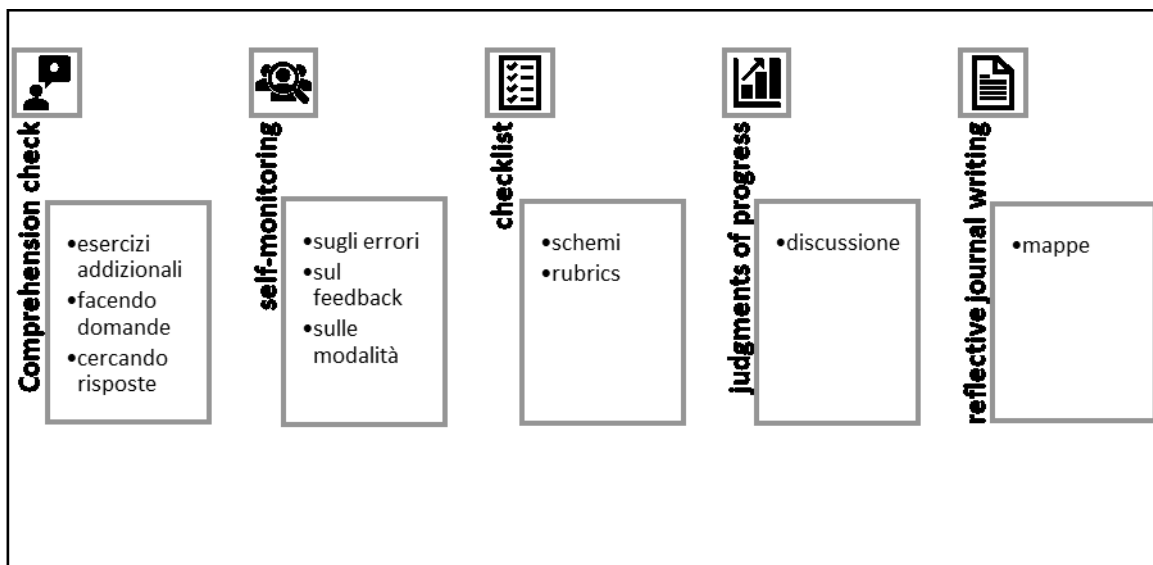 Comprehension check
•esercizi
addizionali
•facendo
domande
•cercando
risposte
self-monitoring
•sugli errori
•sul
feedback
•sulle
modalità
checklist
•schemi
•rubrics
judgments of progress
•discussione
reflective journal writing
•mappe